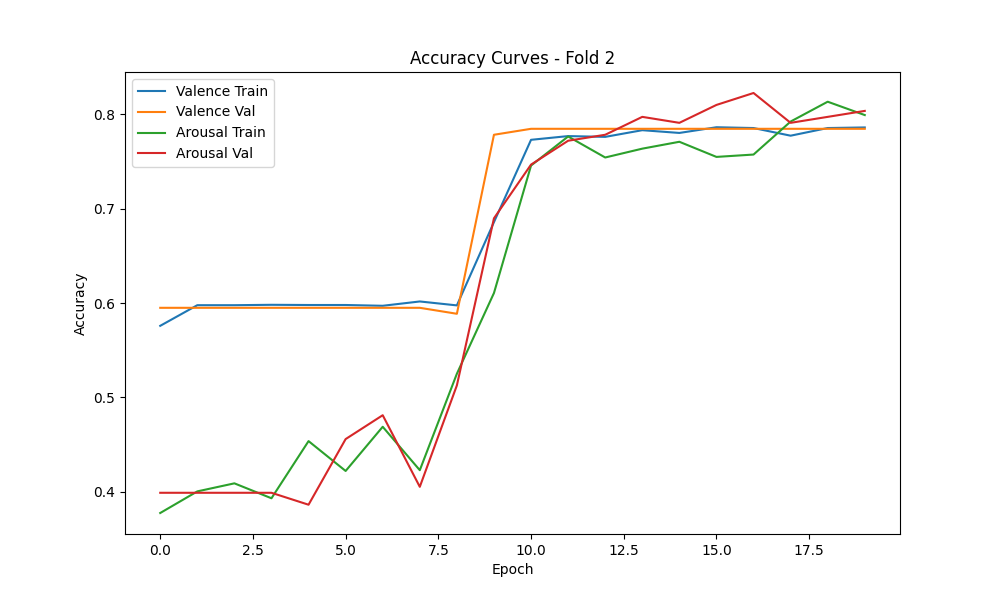 Accuracy Curves - Fold 2
Valence Train
Valence Val
Arousal Train
Arousal Val
Accuracy
0.8
0.7
0.6
0.5
0.4
0.0 2.5 5.0 7.5 10.0 12.5 15.0 17.5
Epoch